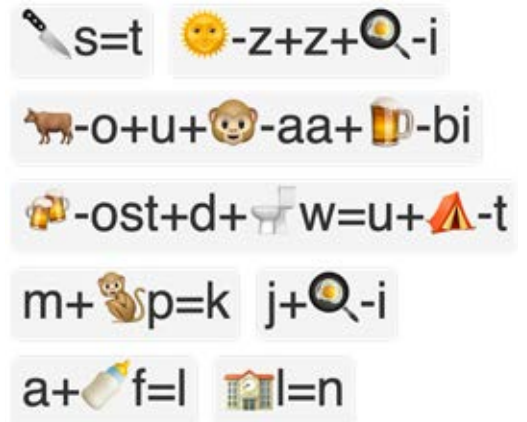 🔪s=t 🌞-z+z+🍳-i
🐂-o+u+🐵-aa+🍺-bi
🍻-ost+d+🚽w=u+⛺-t
m+🐒p=k j+🍳-i
a+🍼f=l 🏫l=n